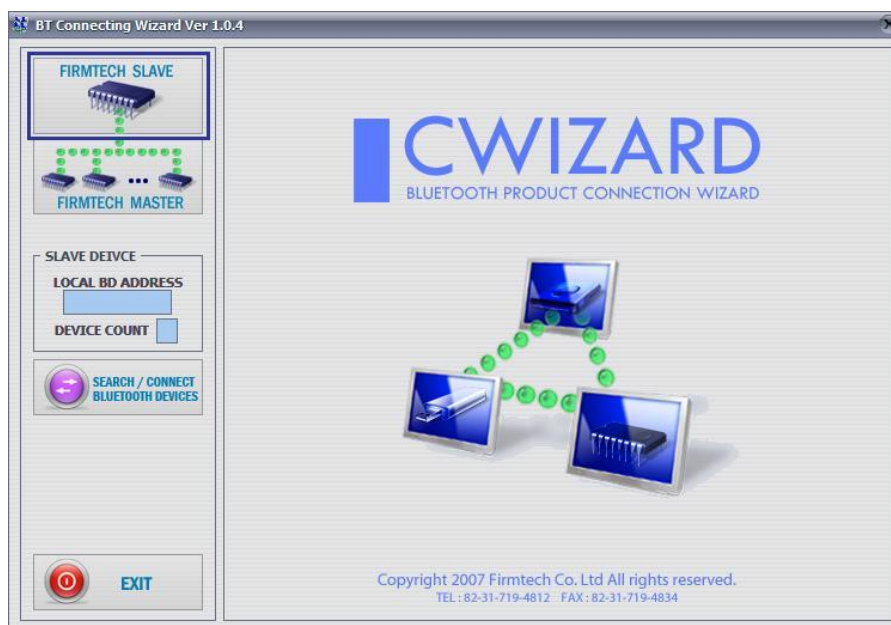 BT Connecting Wizard Ver 1.0.4
FIRMTECH SLAVE
FIRMTECH MASTER
SLAVE DEIVCE
LOCAL BD ADDRESS
DEVICE COUNT
SEARCH / CONNECT
BLUETOOTH DEVICES
EXIT
CWIZARD
BLUETOOTH PRODUCT CONNECTION WIZARD
Copyright 2007 Firmtech Co. Ltd All rights reserved.
TEL : 82-31-719-4812 FAX : 82-31-719-4834